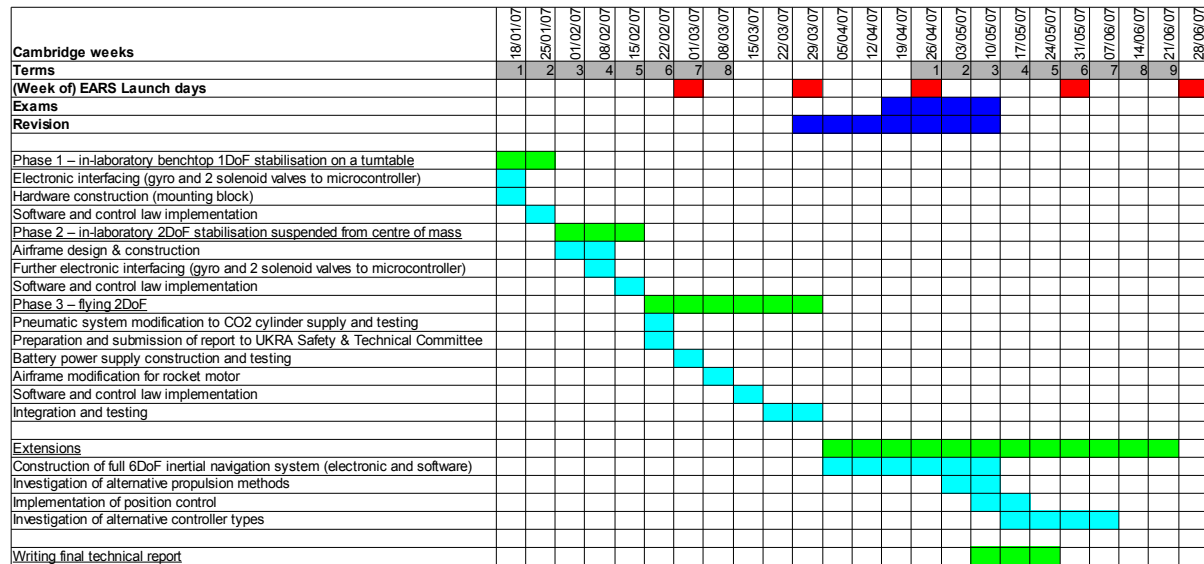 Cambridge weeks 18/01/07 25/01/07 01/02/07 08/02/07 15/02/07 22/02/07 01/03/07 08/03/07 15/03/07 22/03/07 29/03/07 05/04/07 12/04/07 19/04/07 26/04/07 03/05/07 10/05/07 17/05/07 24/05/07 31/05/07 07/06/07 14/06/07 21/06/07 28/06/07
Terms 1 2 3 4 5 6 7 8 1 2 3 4 5 6 7 8 9
(Week of) EARS Launch days
Exams
Revision
Phase 1 – in-laboratory benchtop 1DoF stabilisation on a turntable
Electronic interfacing (gyro and 2 solenoid valves to microcontroller)
Hardware construction (mounting block)
Software and control law implementation
Phase 2 – in-laboratory 2DoF stabilisation suspended from centre of mass
Airframe design & construction
Further electronic interfacing (gyro and 2 solenoid valves to microcontroller)
Software and control law implementation
Phase 3 – flying 2DoF
Pneumatic system modification to CO2 cylinder supply and testing
Preparation and submission of report to UKRA Safety & Technical Committee
Battery power supply construction and testing
Airframe modification for rocket motor
Software and control law implementation
Integration and testing
Extensions
Construction of full 6DoF inertial navigation system (electronic and software)
Investigation of alternative propulsion methods
Implementation of position control
Investigation of alternative controller types
Writing final technical report